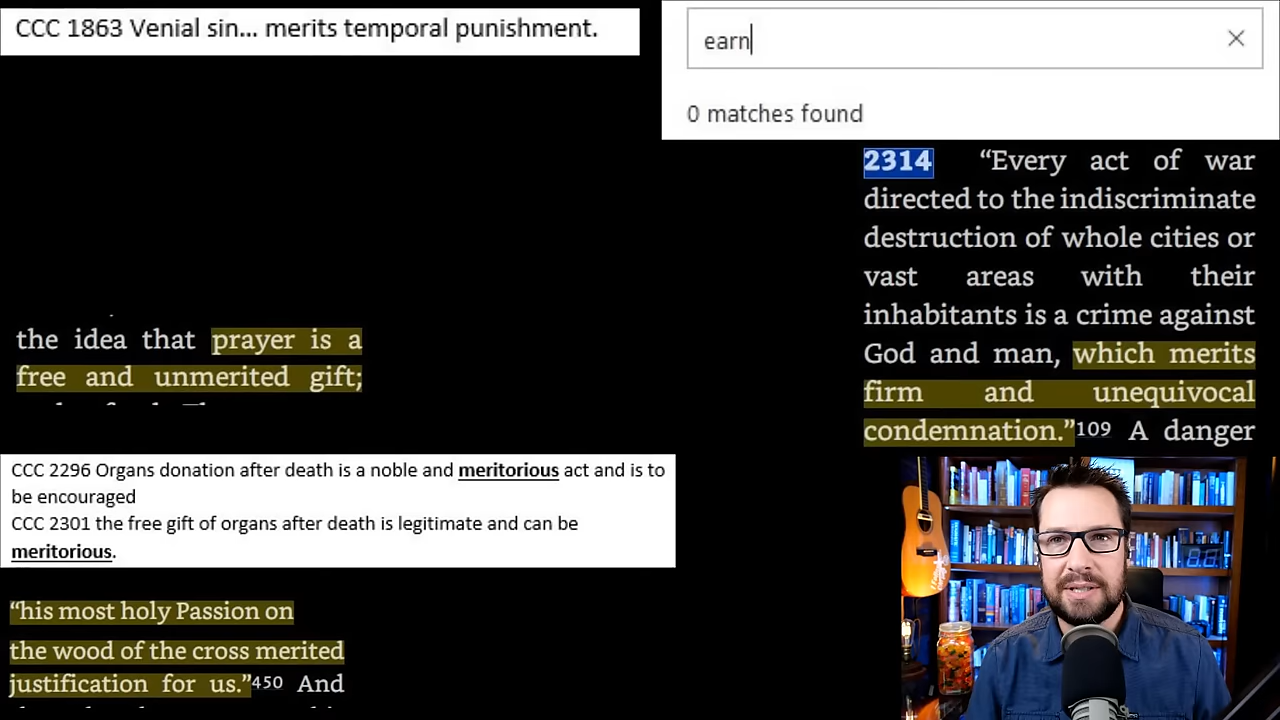 CCC 1863 Venial sin... merits temporal punishment.
earn
0 matches found
2314 “Every act of war
directed to the indiscriminate
destruction of whole cities or
vast areas with their
inhabitants is a crime against
God and man, which merits
firm and unequivocal
condemnation.”109 A danger
the idea that prayer is a
free and unmerited gift;
CCC 2296 Organs donation after death is a noble and meritorious act and is to
be encouraged
CCC 2301 the free gift of organs after death is legitimate and can be
meritorious.
“his most holy Passion on
the wood of the cross merited
justification for us.”450 And